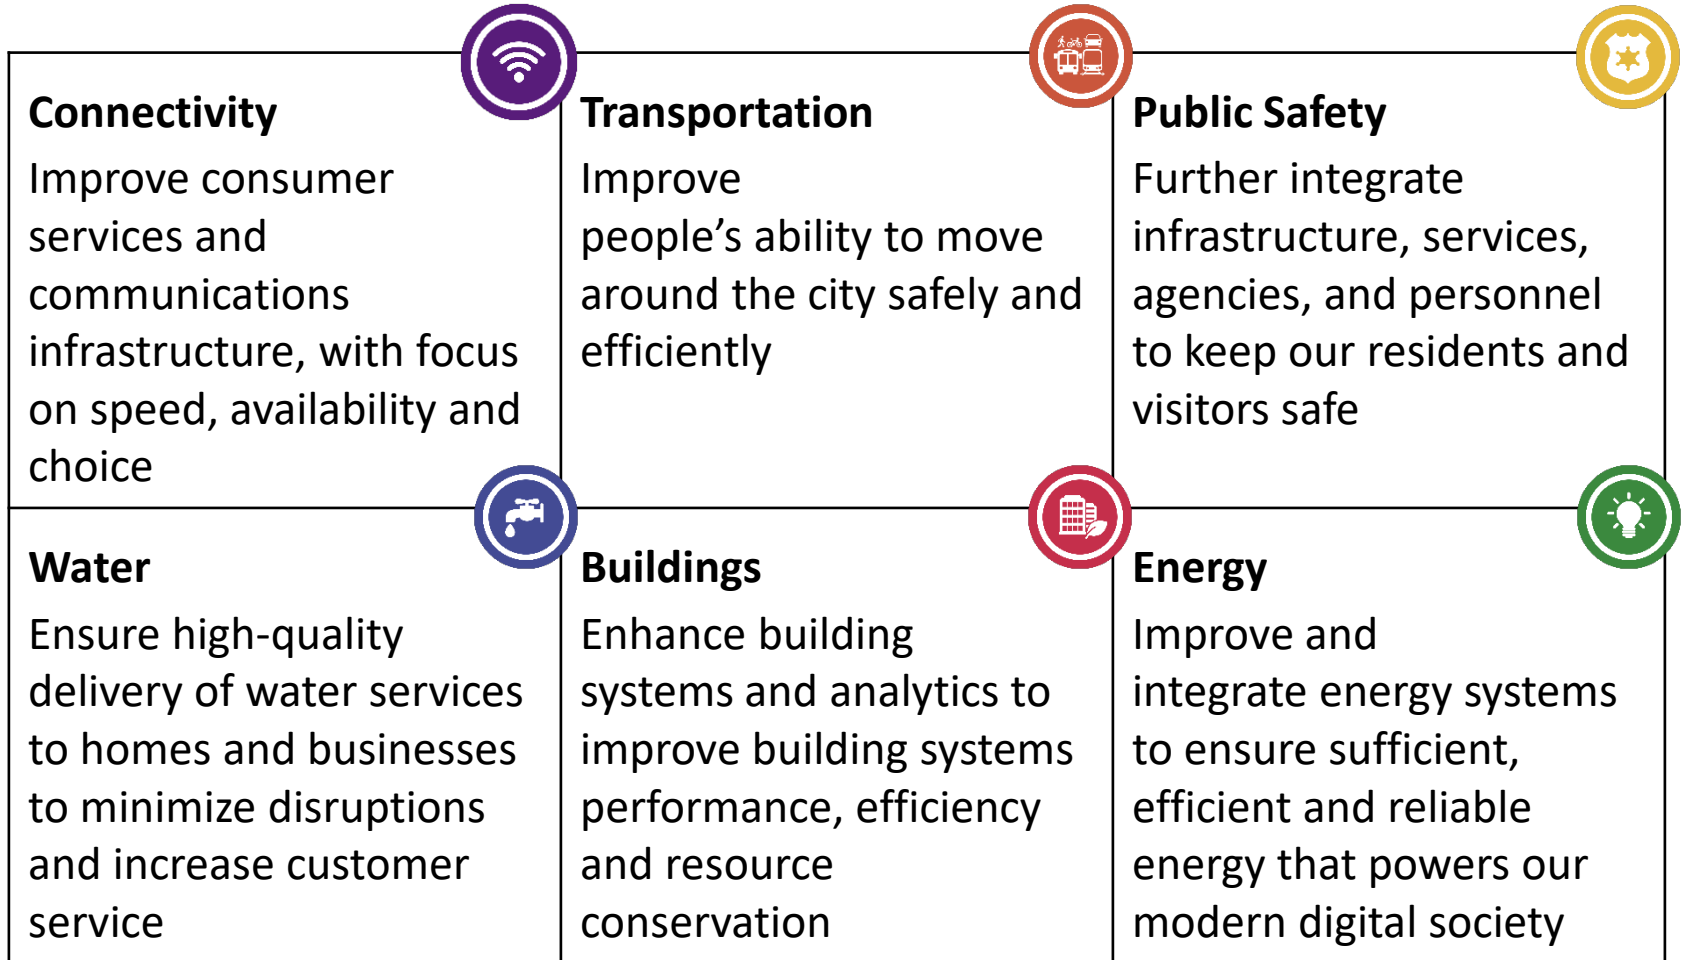 Connectivity
Improve consumer
services and
communications
infrastructure, with focus
on speed, availability and
choice
Transportation
Improve
people’s ability to move
around the city safely and
efficiently
Public Safety
Further integrate
infrastructure, services,
agencies, and personnel
to keep our residents and
visitors safe
Water
Ensure high-quality
delivery of water services
to homes and businesses
to minimize disruptions
and increase customer
service
Buildings
Enhance building
systems and analytics to
improve building systems
performance, efficiency
and resource
conservation
Energy
Improve and
integrate energy systems
to ensure sufficient,
efficient and reliable
energy that powers our
modern digital society